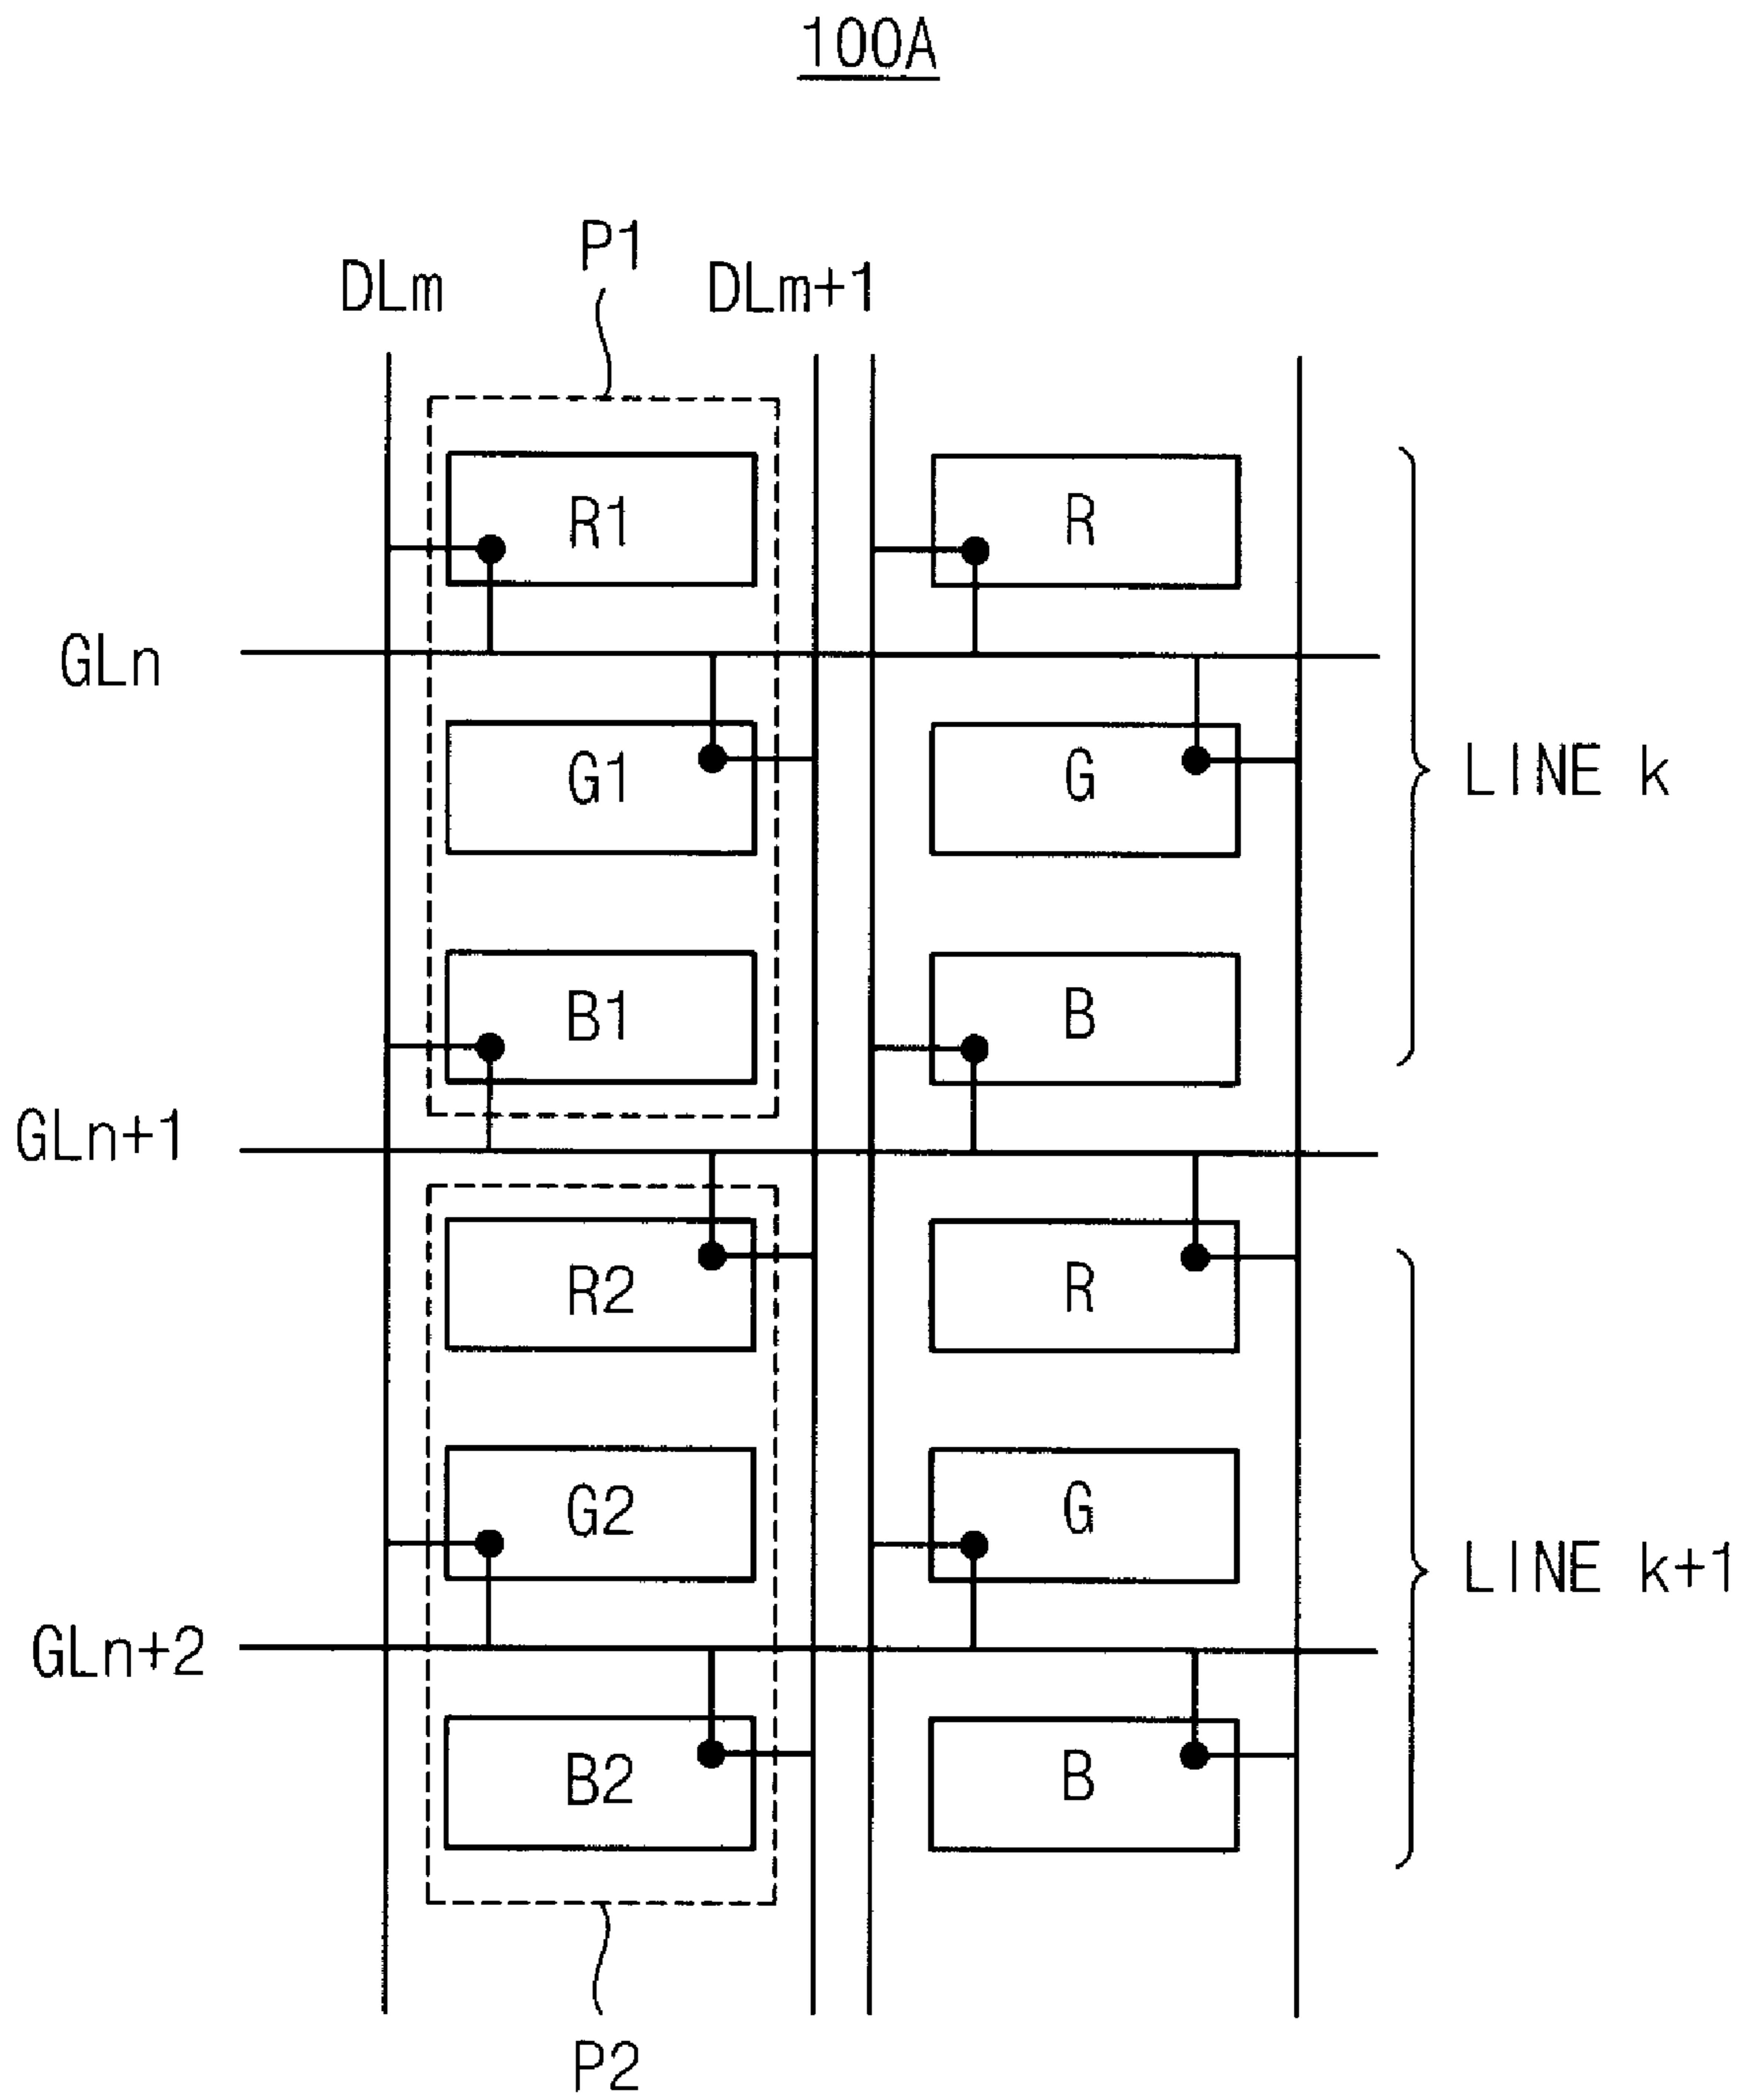 100A
P1
DLm DLm+1
R1 R
GLn
G1 G LINE k
B1 B
GLn+1
R2 R
G2 G LINE k+1
GLn+2
B2 B
P2